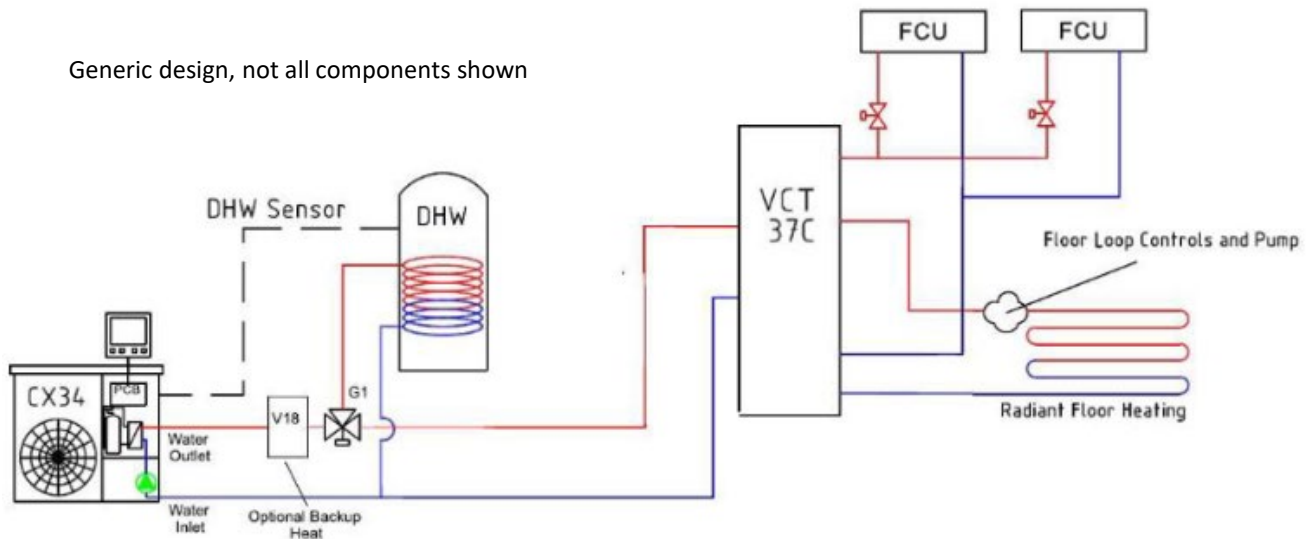 Generic design, not all components shown
FCU
FCU
DHW Sensor
DHW
VCT
37C
Floor Loop Controls and Pump
CX34
PCB
G1
V18
Water
Outlet
Radiant Floor Heating
Water
Inlet
Optional Backup
Heat